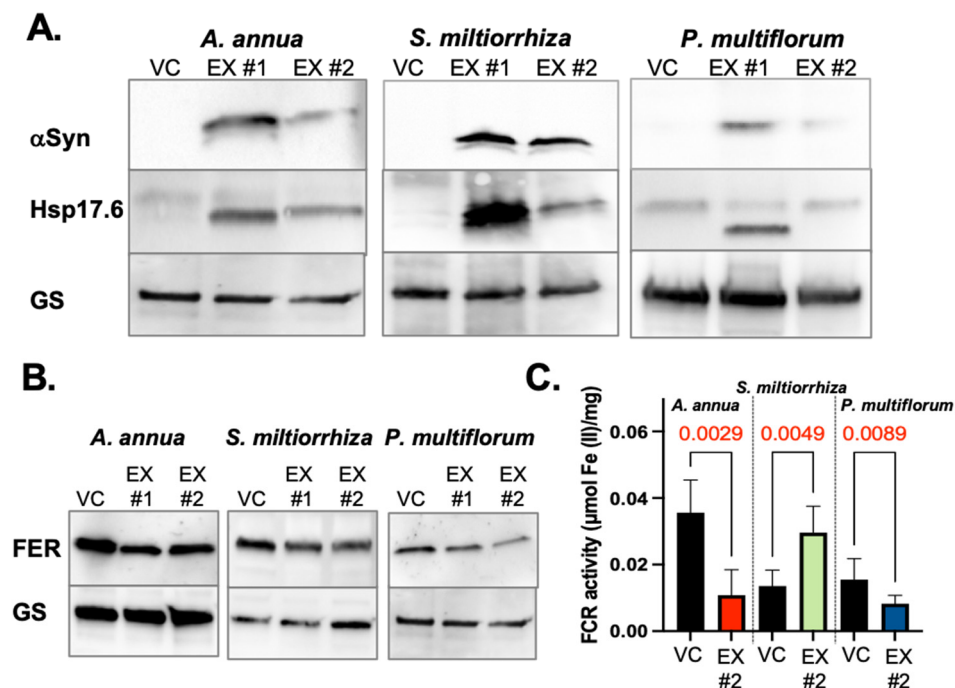 A.
A. annua
S. miltiorrhiza
P. multiflorum
VC EX #1 EX #2
VC EX #1 EX #2
VC EX #1 EX #2
αSyn
Hsp17.6
GS
B.
A. annua
S. miltiorrhiza
P. multiflorum
VC EX #1 EX #2
VC EX #1 EX #2
VC EX #1 EX #2
FER
GS
C.
S. miltiorrhiza
A. annua
P. multiflorum
0.0029
0.0049
0.0089
FCR activity (μmol Fe (II)/mg)
0.06
0.04
0.02
0.00
VC EX #2
VC EX #2
VC EX #2